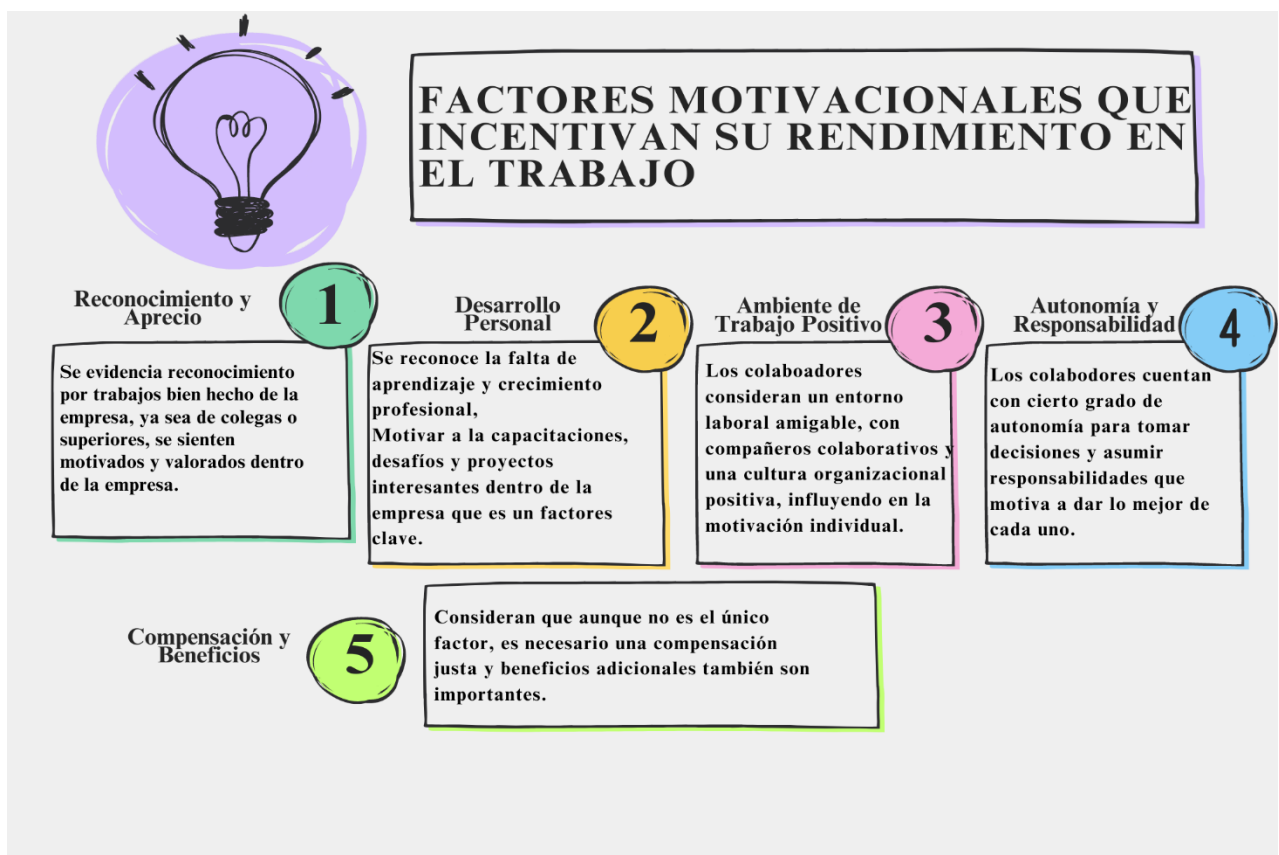 FACTORES MOTIVACIONALES QUE
INCENTIVAN SU RENDIMIENTO EN
EL TRABAJO
Reconocimiento y
Aprecio
1
Se evidencia reconocimiento
por trabajos bien hecho de la
empresa, ya sea de colegas o
superiores, se sienten
motivados y valorados dentro
de la empresa.
Desarrollo
Personal
2
Se reconoce la falta de
aprendizaje y crecimiento
profesional,
Motivar a la capacitaciones,
desafíos y proyectos
interesantes dentro de la
empresa que es un factores
clave.
Ambiente de
Trabajo Positivo
3
Los colaboadores
consideran un entorno
laboral amigable, con
compañeros colaborativos y
una cultura organizacional
positiva, influyendo en la
motivación individual.
Autonomía y
Responsabilidad
4
Los colabodores cuentan
con cierto grado de
autonomía para tomar
decisiones y asumir
responsabilidades que
motiva a dar lo mejor de
cada uno.
Compensación y
Beneficios
5
Consideran que aunque no es el único
factor, es necesario una compensación
justa y beneficios adicionales también son
importantes.